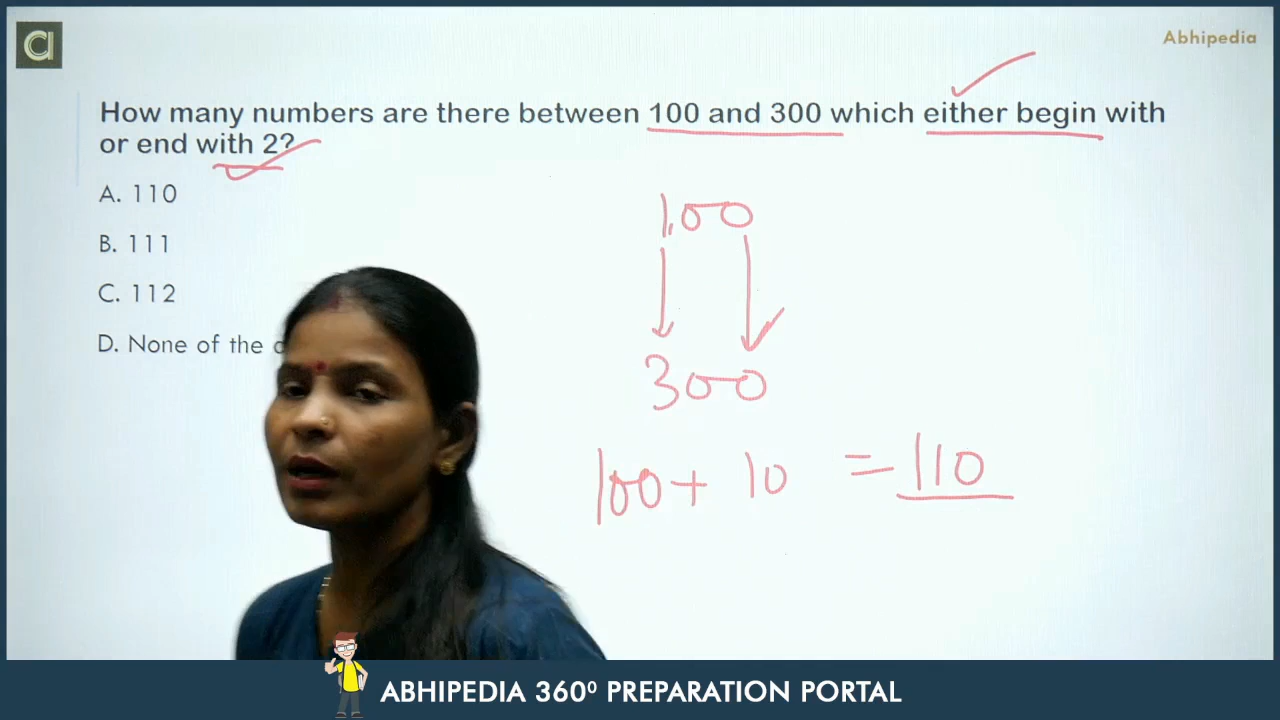 Abhipedia
How many numbers are there between 100 and 300 which either begin with
or end with 2?
A. 110
B. 111
C. 112
D. None of the
100
300
100 + 10 = 110
ABHIPEDIA 360⁰ PREPARATION PORTAL